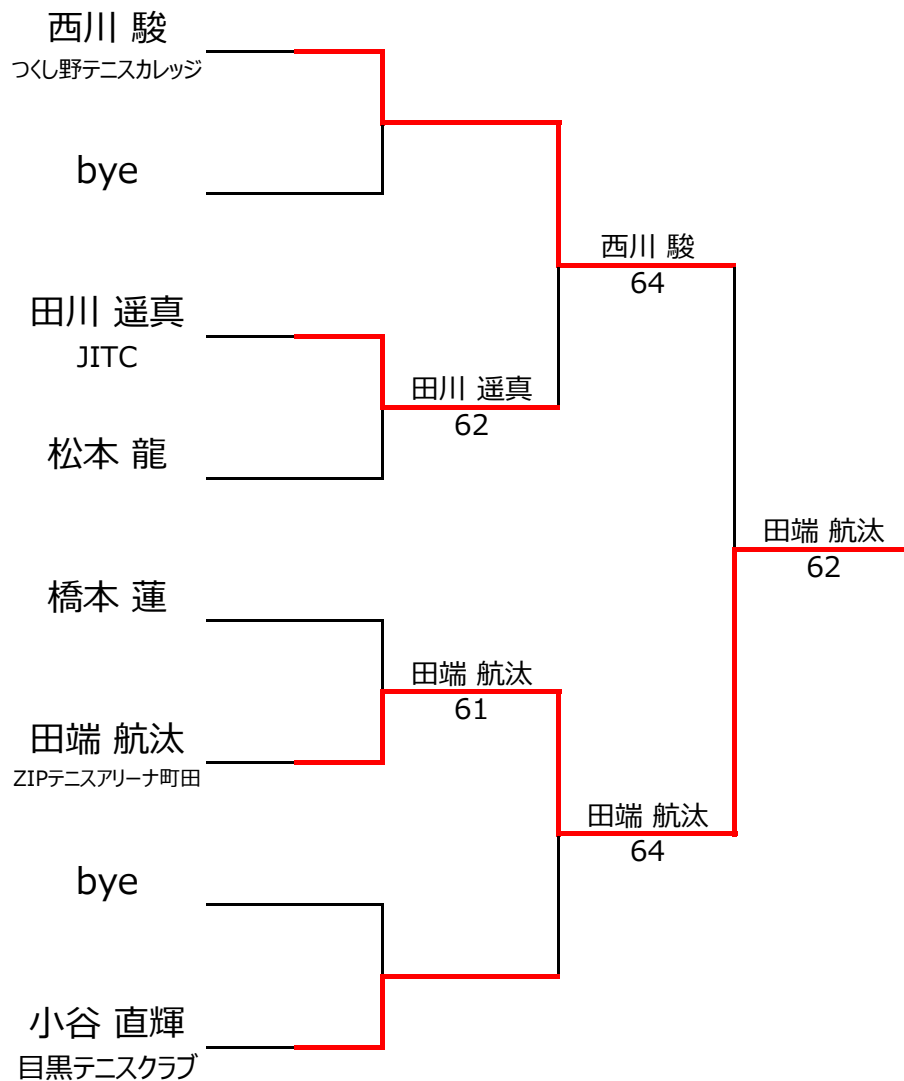 西川 駿
つくし野テニスカレッジ
bye
田川 遥真
JITC
松本 龍
橋本 蓮
田端 航汰
ZIPテニスアリーナ町田
bye
小谷 直輝
目黒テニスクラブ
田川 遥真
62
田端 航汰
61
西川 駿
64
田端 航汰
64
田端 航汰
62